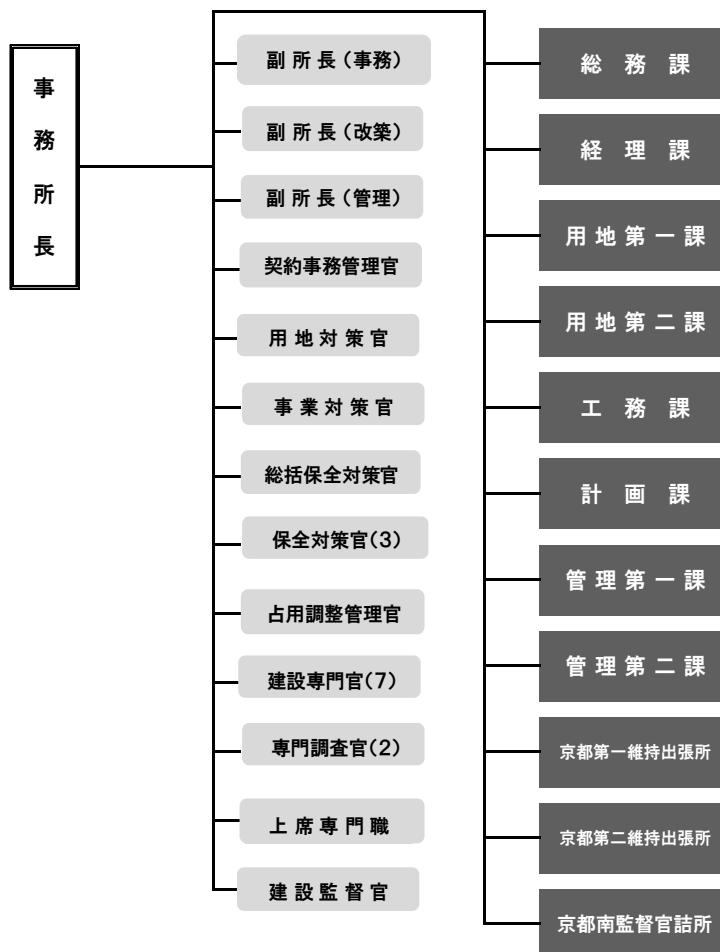 事務所長
副所長（事務）
副所長（改築）
副所長（管理）
契約事務管理官
用地対策官
事業対策官
総括保全対策官
保全対策官(3)
占用調整管理官
建設専門官(7)
専門調査官(2)
上席専門職
建設監督官
総務課
経理課
用地第一課
用地第二課
工務課
計画課
管理第一課
管理第二課
京都第一維持出張所
京都第二維持出張所
京都南監督官詰所